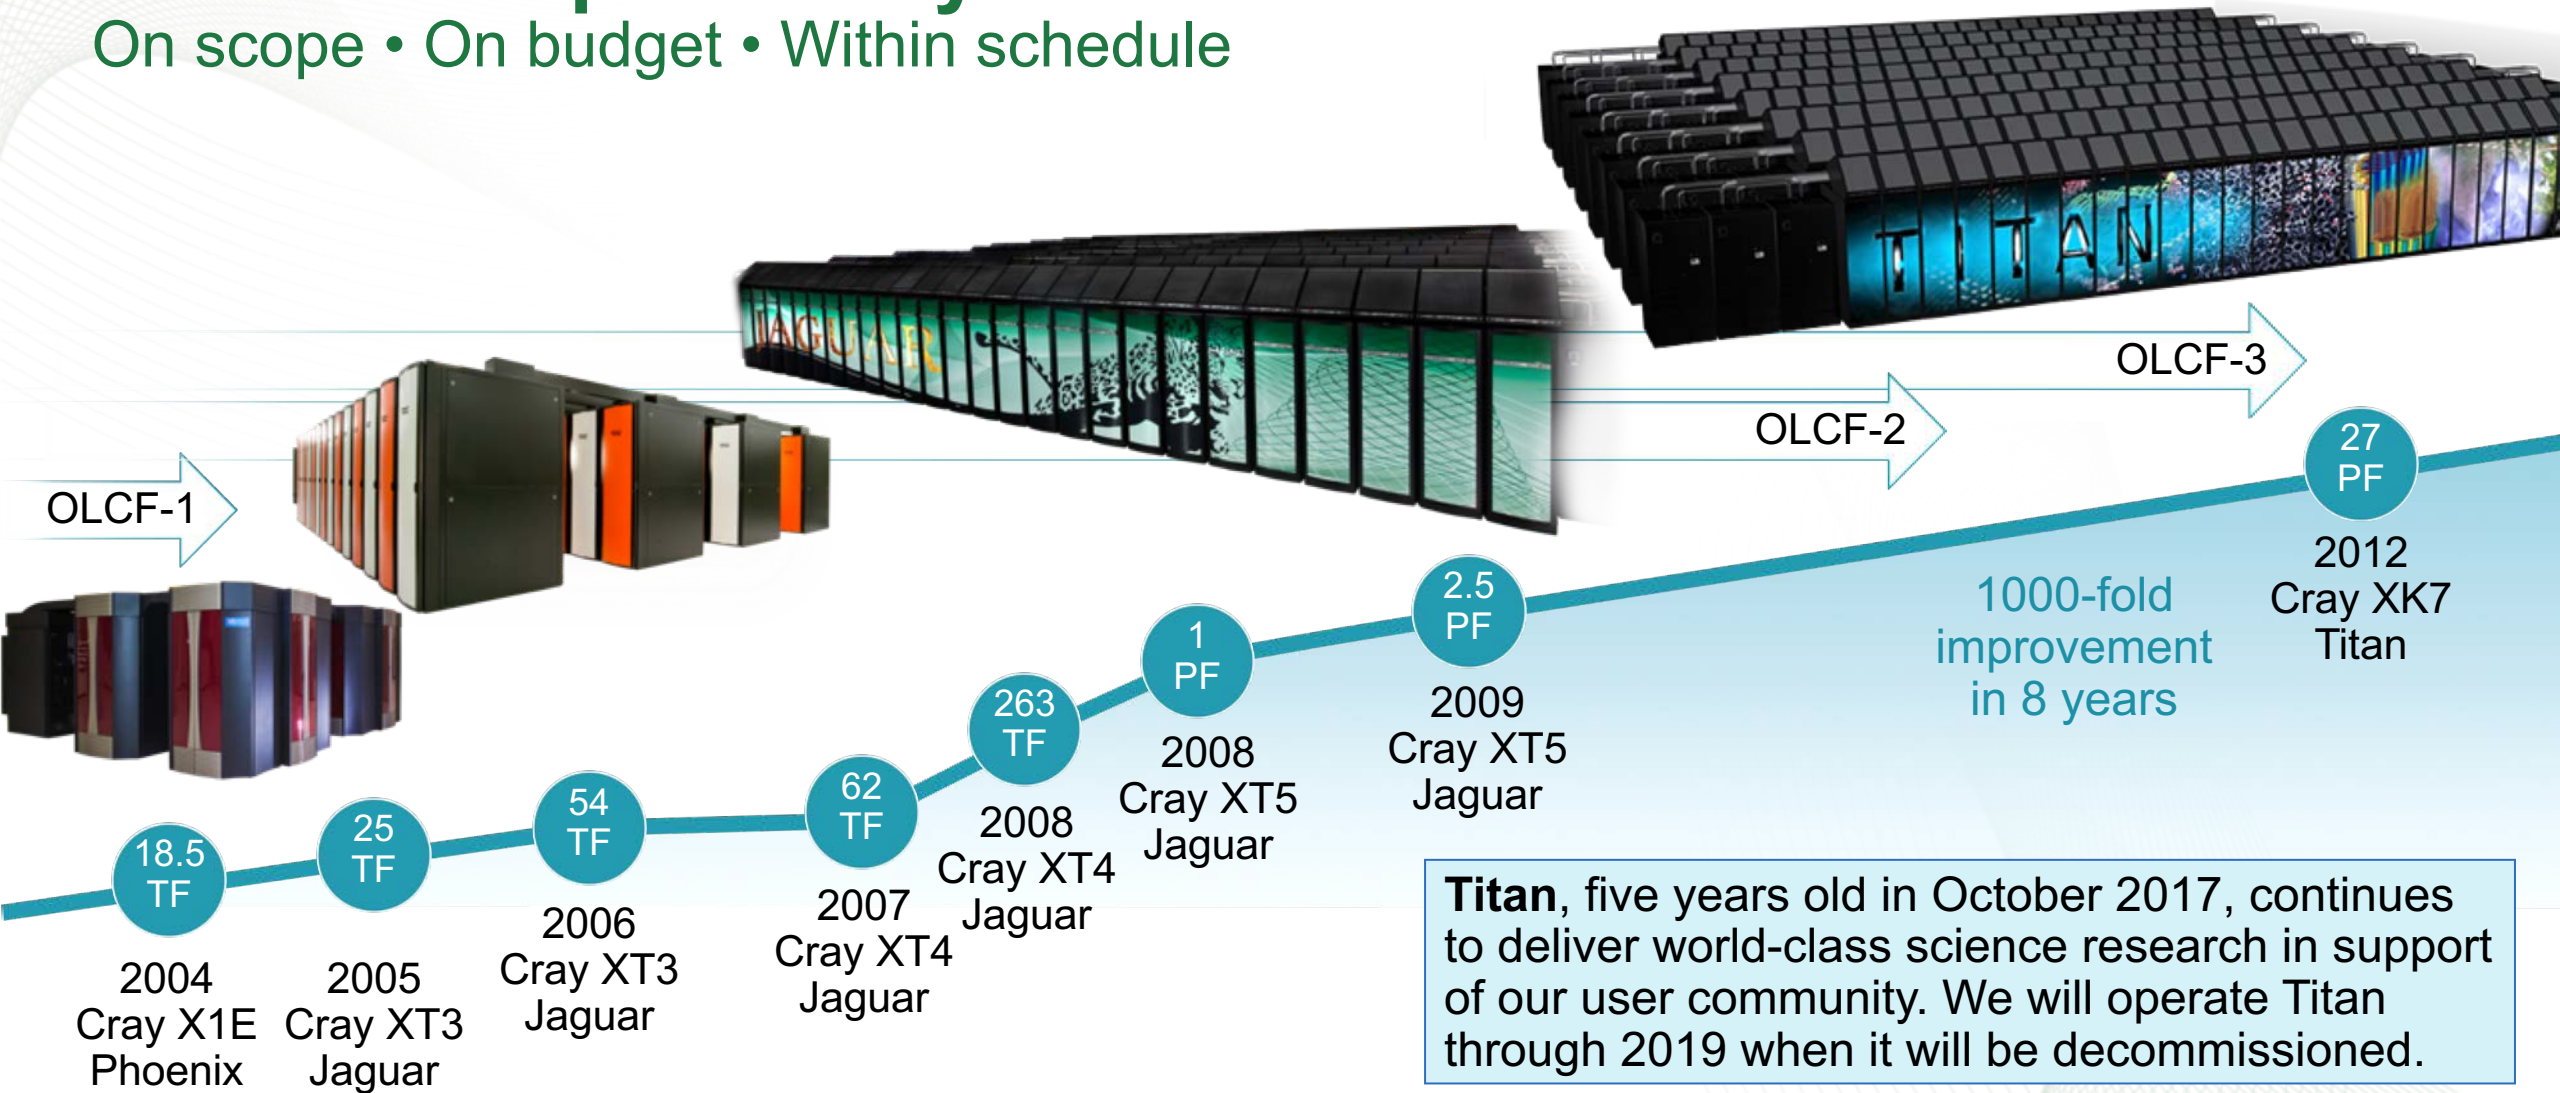 On scope • On budget • Within schedule
TITAN
JAGUAR
OLCF-3
OLCF-2
OLCF-1
18.5
TF
2004
Cray X1E
Phoenix
25
TF
2005
Cray XT3
Jaguar
54
TF
2006
Cray XT3
Jaguar
62
TF
2007
Cray XT4
Jaguar
263
TF
2008
Cray XT4
Jaguar
1
PF
2008
Cray XT5
Jaguar
2.5
PF
2009
Cray XT5
Jaguar
1000-fold
improvement
in 8 years
27
PF
2012
Cray XK7
Titan
Titan, five years old in October 2017, continues
to deliver world-class science research in support
of our user community. We will operate Titan
through 2019 when it will be decommissioned.